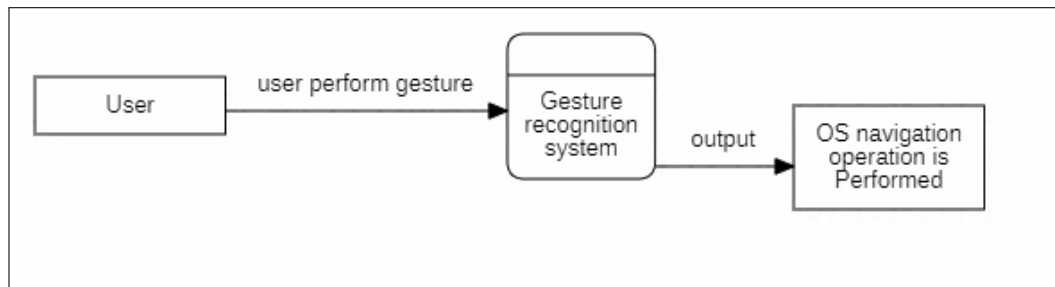 User
user perform gesture
Gesture
recognition
system
output
OS navigation
operation is
Performed